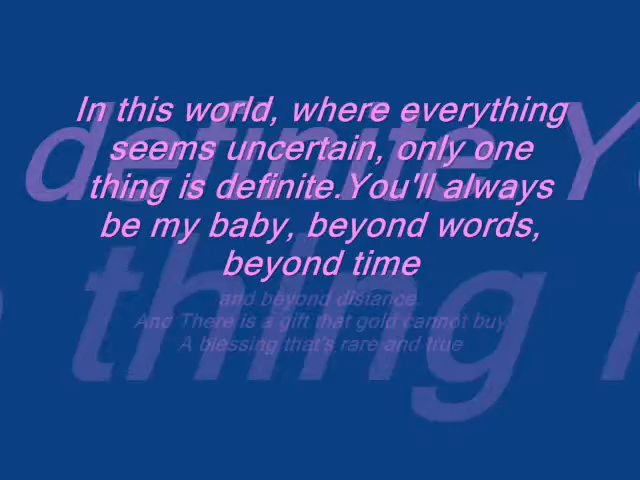 In this world, where everything
seems uncertain, only one
thing is definite.You'll always
be my baby, beyond words,
beyond time
and beyond distance.
And There is a gift that gold cannot buy
A blessing that's rare and true
definite Y
thing